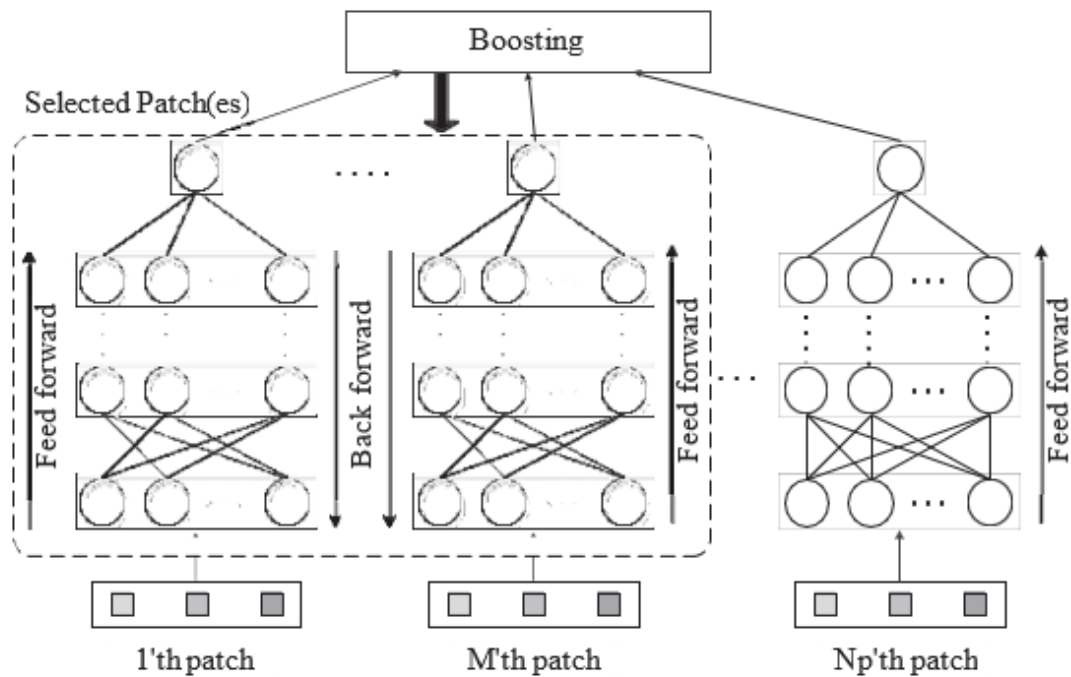 Boosting
Selected Patch(es)
Feed forward
Back forward
Feed forward
Feed forward
1'th patch
M'th patch
Np'th patch